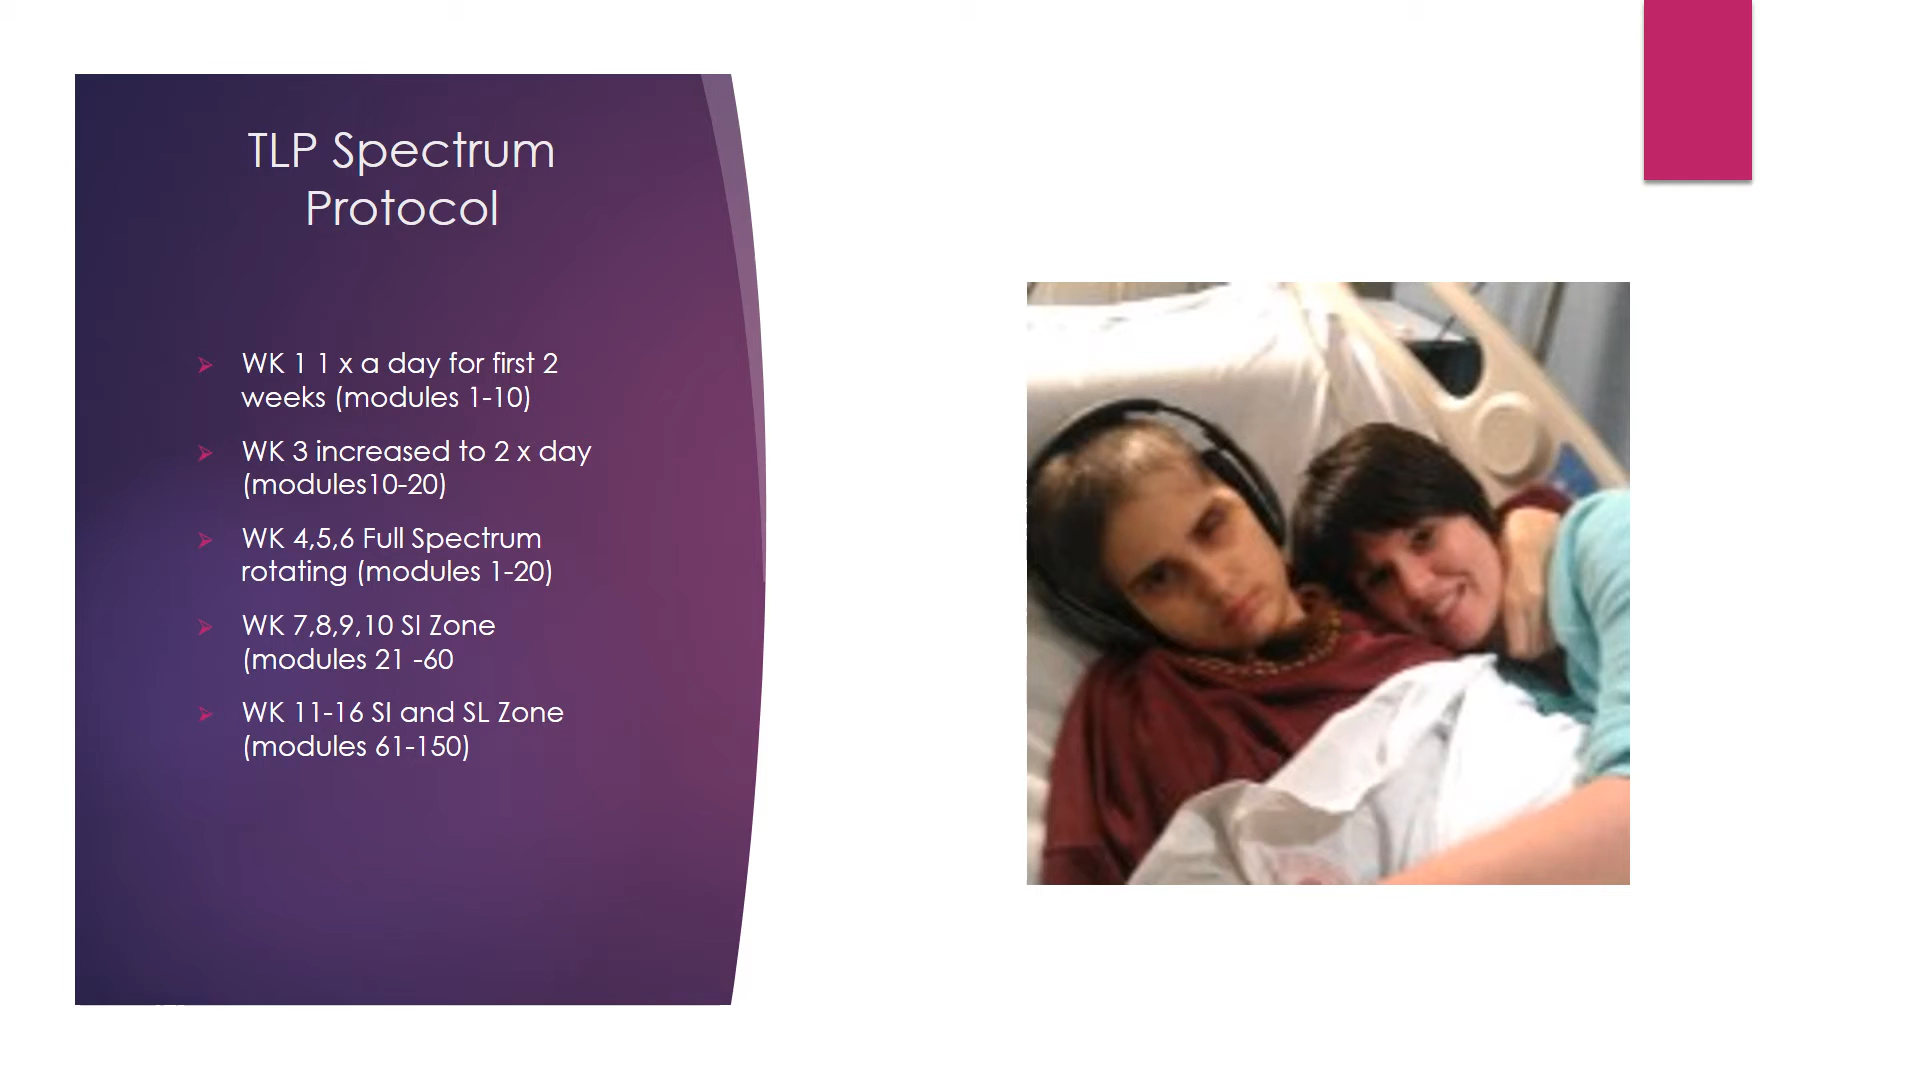 TLP Spectrum
Protocol
WK 1 1 x a day for first 2
weeks (modules 1-10)
WK 3 increased to 2 x day
(modules10-20)
WK 4,5,6 Full Spectrum
rotating (modules 1-20)
WK 7,8,9,10 SI Zone
(modules 21 -60
WK 11-16 SI and SL Zone
(modules 61-150)